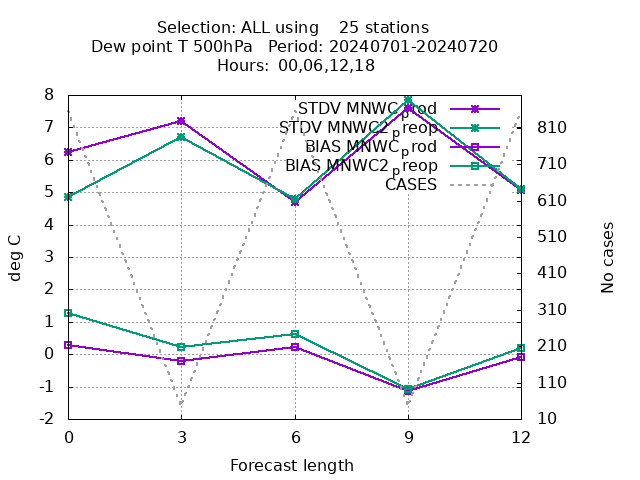 Selection: ALL using    25 stations
Dew point T 500hPa   Period: 20240701-20240720
Hours: 00,06,12,18
STDV MNWC_prod
STDV MNWC2_preop
BIAS MNWC_prod
BIAS MNWC2_preop
CASES
8
7
6
5
4
3
2
1
0
-1
-2
deg C
810
710
610
510
410
310
210
110
10
No cases
0 3 6 9 12
Forecast length